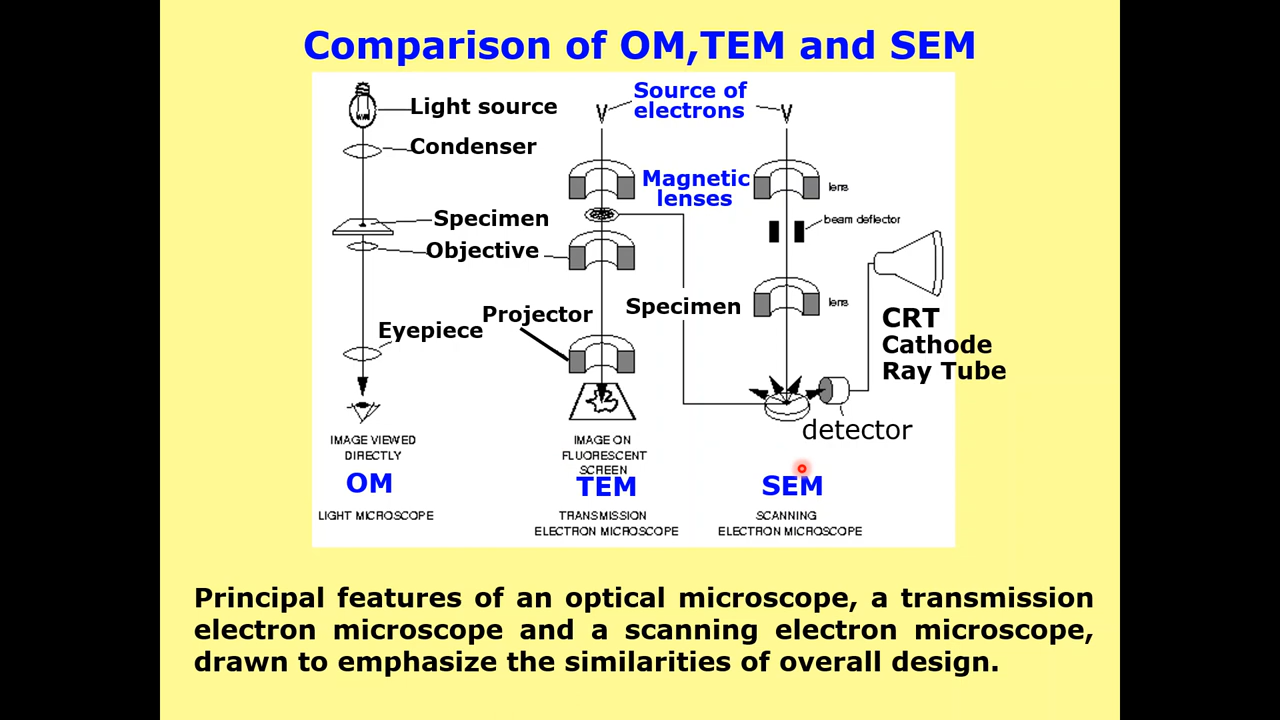 Comparison of OM,TEM and SEM
Light source
Condenser
Specimen
Objective
Eyepiece
IMAGE VIEWED
DIRECTLY
OM
LIGHT MICROSCOPE
Source of
electrons
Magnetic
lenses
Projector
Specimen
IMAGE ON
FLUORESCENT
SCREEN
TEM
TRANSMISSION
ELECTRON MICROSCOPE
lens
beam deflector
lens
CRT
Cathode
Ray Tube
detector
SEM
SCANNING
ELECTRON MICROSCOPE
Principal features of an optical microscope, a transmission
electron microscope and a scanning electron microscope,
drawn to emphasize the similarities of overall design.